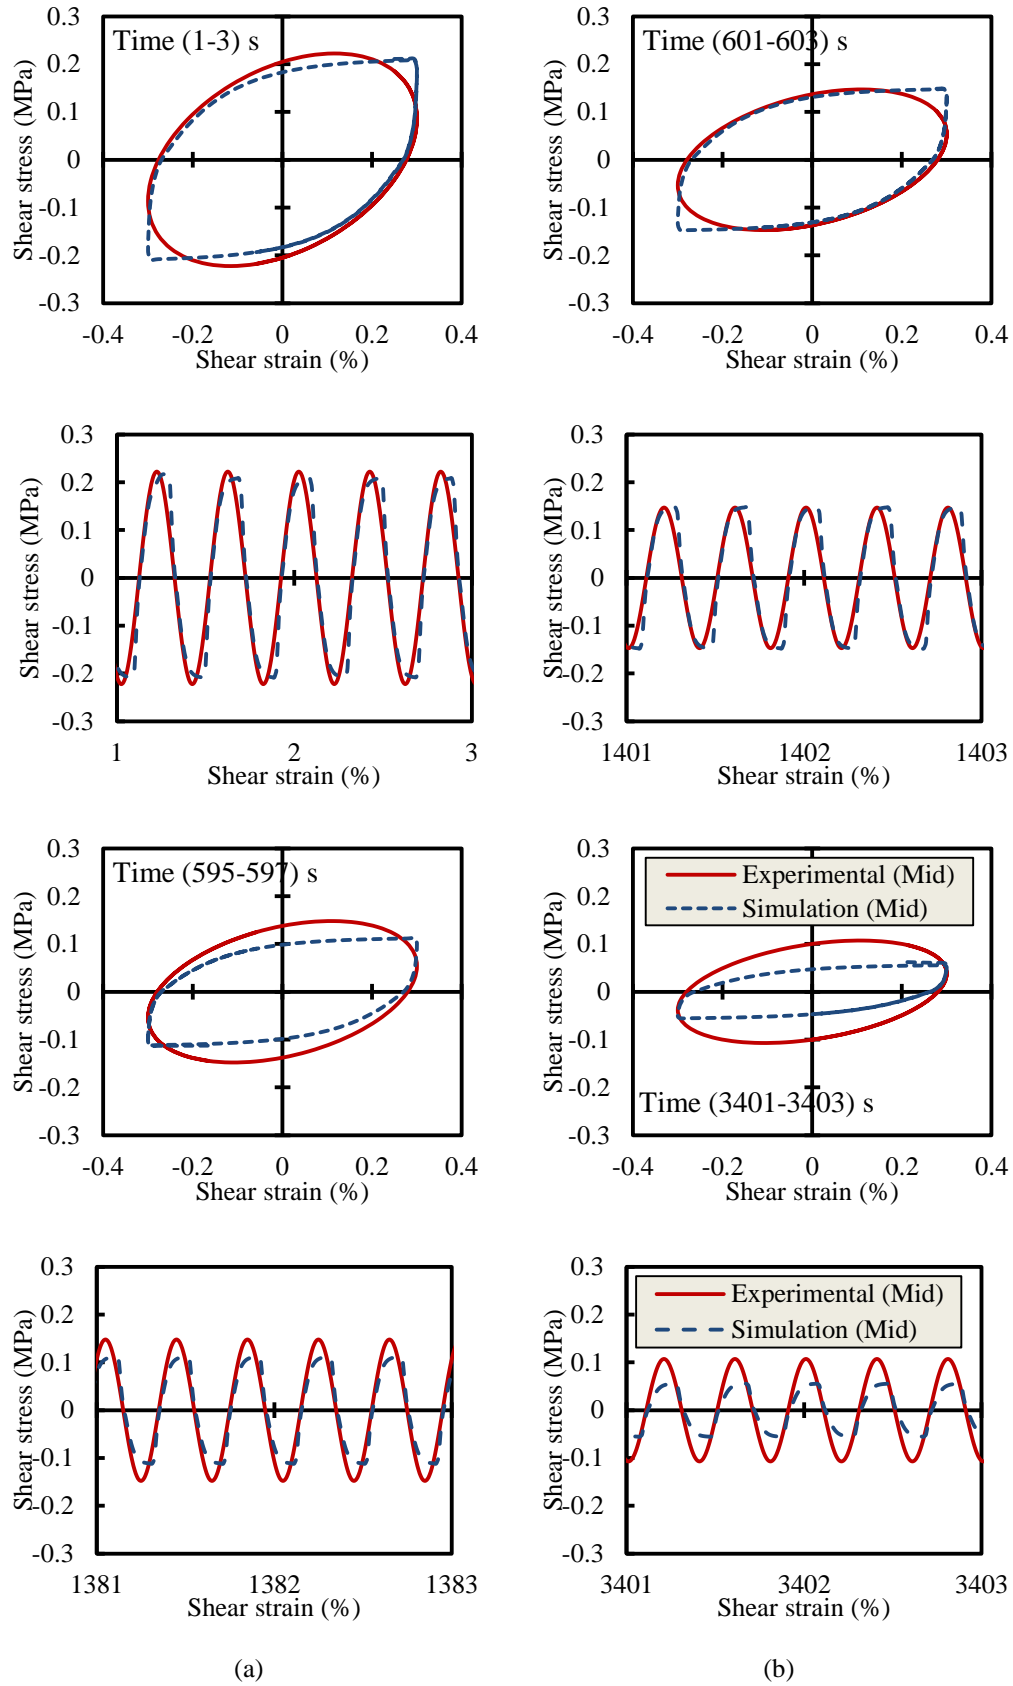 0.3
0.2
0.1
0
-0.1
-0.2
-0.3
Shear stress (MPa)
Time (1-3) s
-0.4 -0.2 0 0.2 0.4
Shear strain (%)
0.3
0.2
0.1
0
-0.1
-0.2
-0.3
Shear stress (MPa)
Time (601-603) s
-0.4 -0.2 0 0.2 0.4
Shear strain (%)
0.3
0.2
0.1
0
-0.1
-0.2
-0.3
Shear stress (MPa)
1 2 3
Shear strain (%)
0.3
0.2
0.1
0
-0.1
-0.2
-0.3
Shear stress (MPa)
1401 1402 1403
Shear strain (%)
0.3
0.2
0.1
0
-0.1
-0.2
-0.3
Shear stress (MPa)
Time (595-597) s
-0.4 -0.2 0 0.2 0.4
Shear strain (%)
0.3
0.2
0.1
0
-0.1
-0.2
-0.3
Shear stress (MPa)
Experimental (Mid)
Simulation (Mid)
Time (3401-3403) s
-0.4 -0.2 0 0.2 0.4
Shear strain (%)
0.3
0.2
0.1
0
-0.1
-0.2
-0.3
Shear stress (MPa)
1381 1382 1383
Shear strain (%)
0.3
0.2
0.1
0
-0.1
-0.2
-0.3
Shear stress (MPa)
Experimental (Mid)
Simulation (Mid)
3401 3402 3403
Shear strain (%)
(a)
(b)